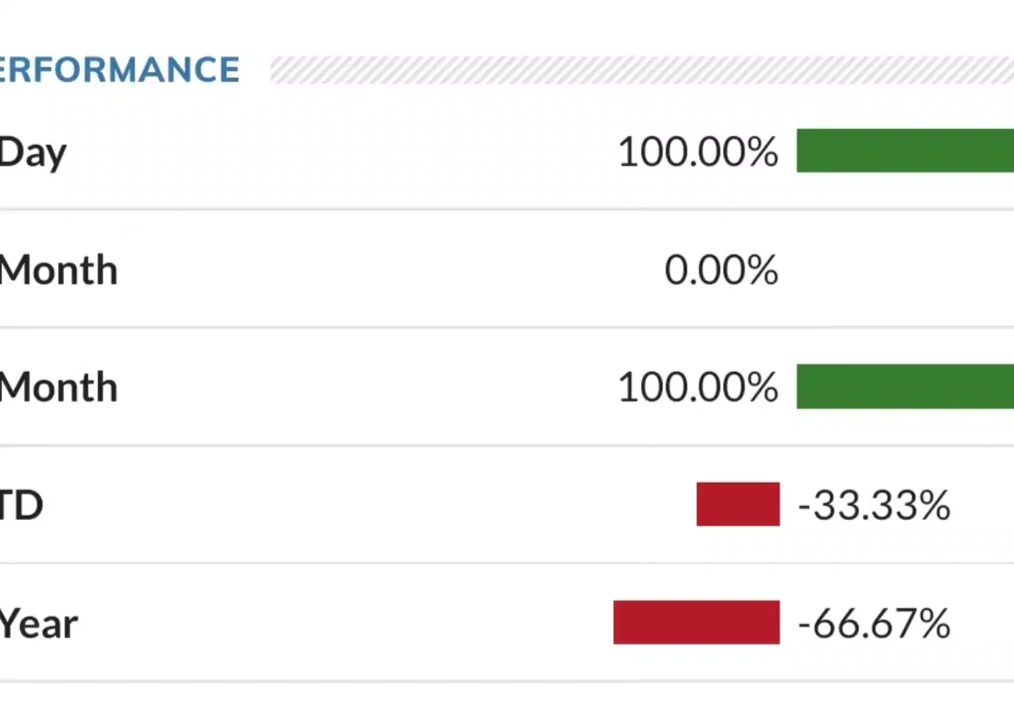 ERFORMANCE
Day 100.00%
Month 0.00%
Month 100.00%
TD -33.33%
Year -66.67%